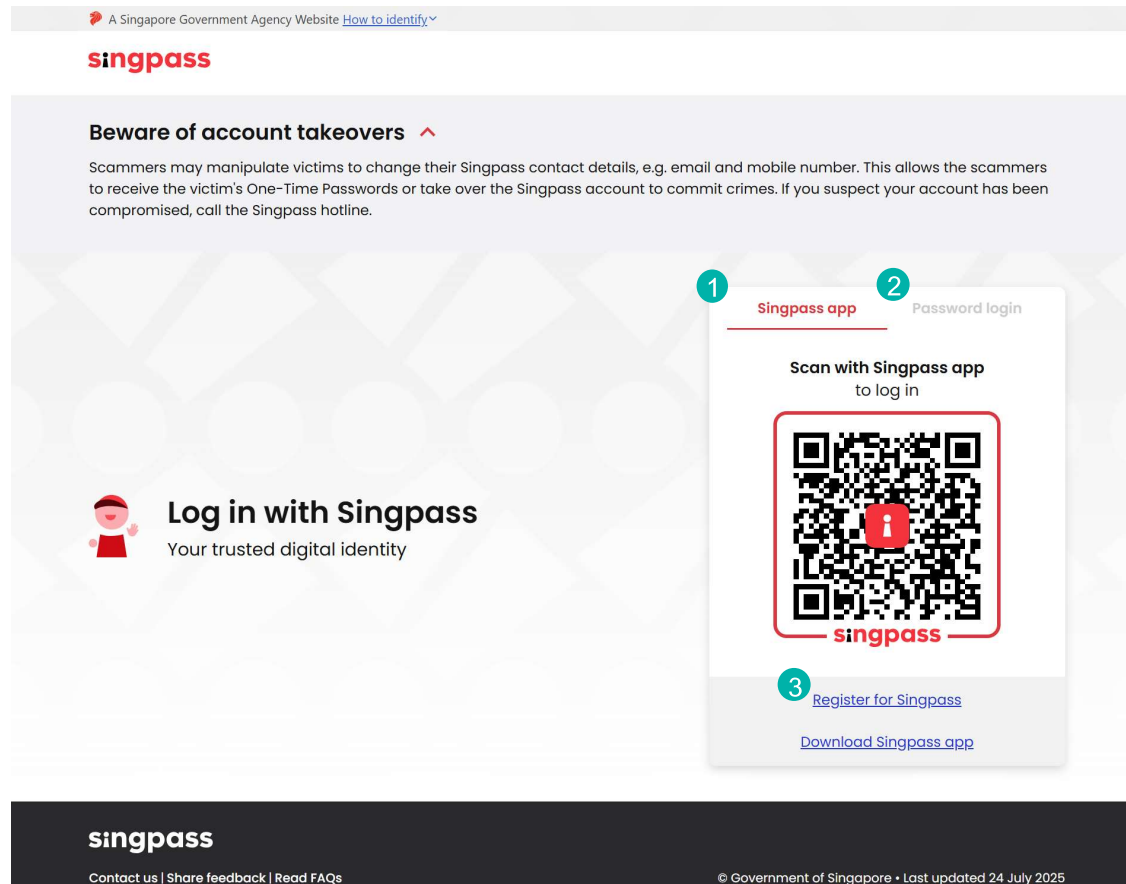 A Singapore Government Agency Website How to identify
singpass
Beware of account takeovers
Scammers may manipulate victims to change their Singpass contact details, e.g. email and mobile number. This allows the scammers
to receive the victim's One-Time Passwords or take over the Singpass account to commit crimes. If you suspect your account has been
compromised, call the Singpass hotline.
1 2
Singpass app Password login
Scan with Singpass app
to log in
Log in with Singpass
Your trusted digital identity
singpass
3
Register for Singpass
Download Singpass app
singpass
Contact us | Share feedback | Read FAQs © Government of Singapore • Last updated 24 July 2025